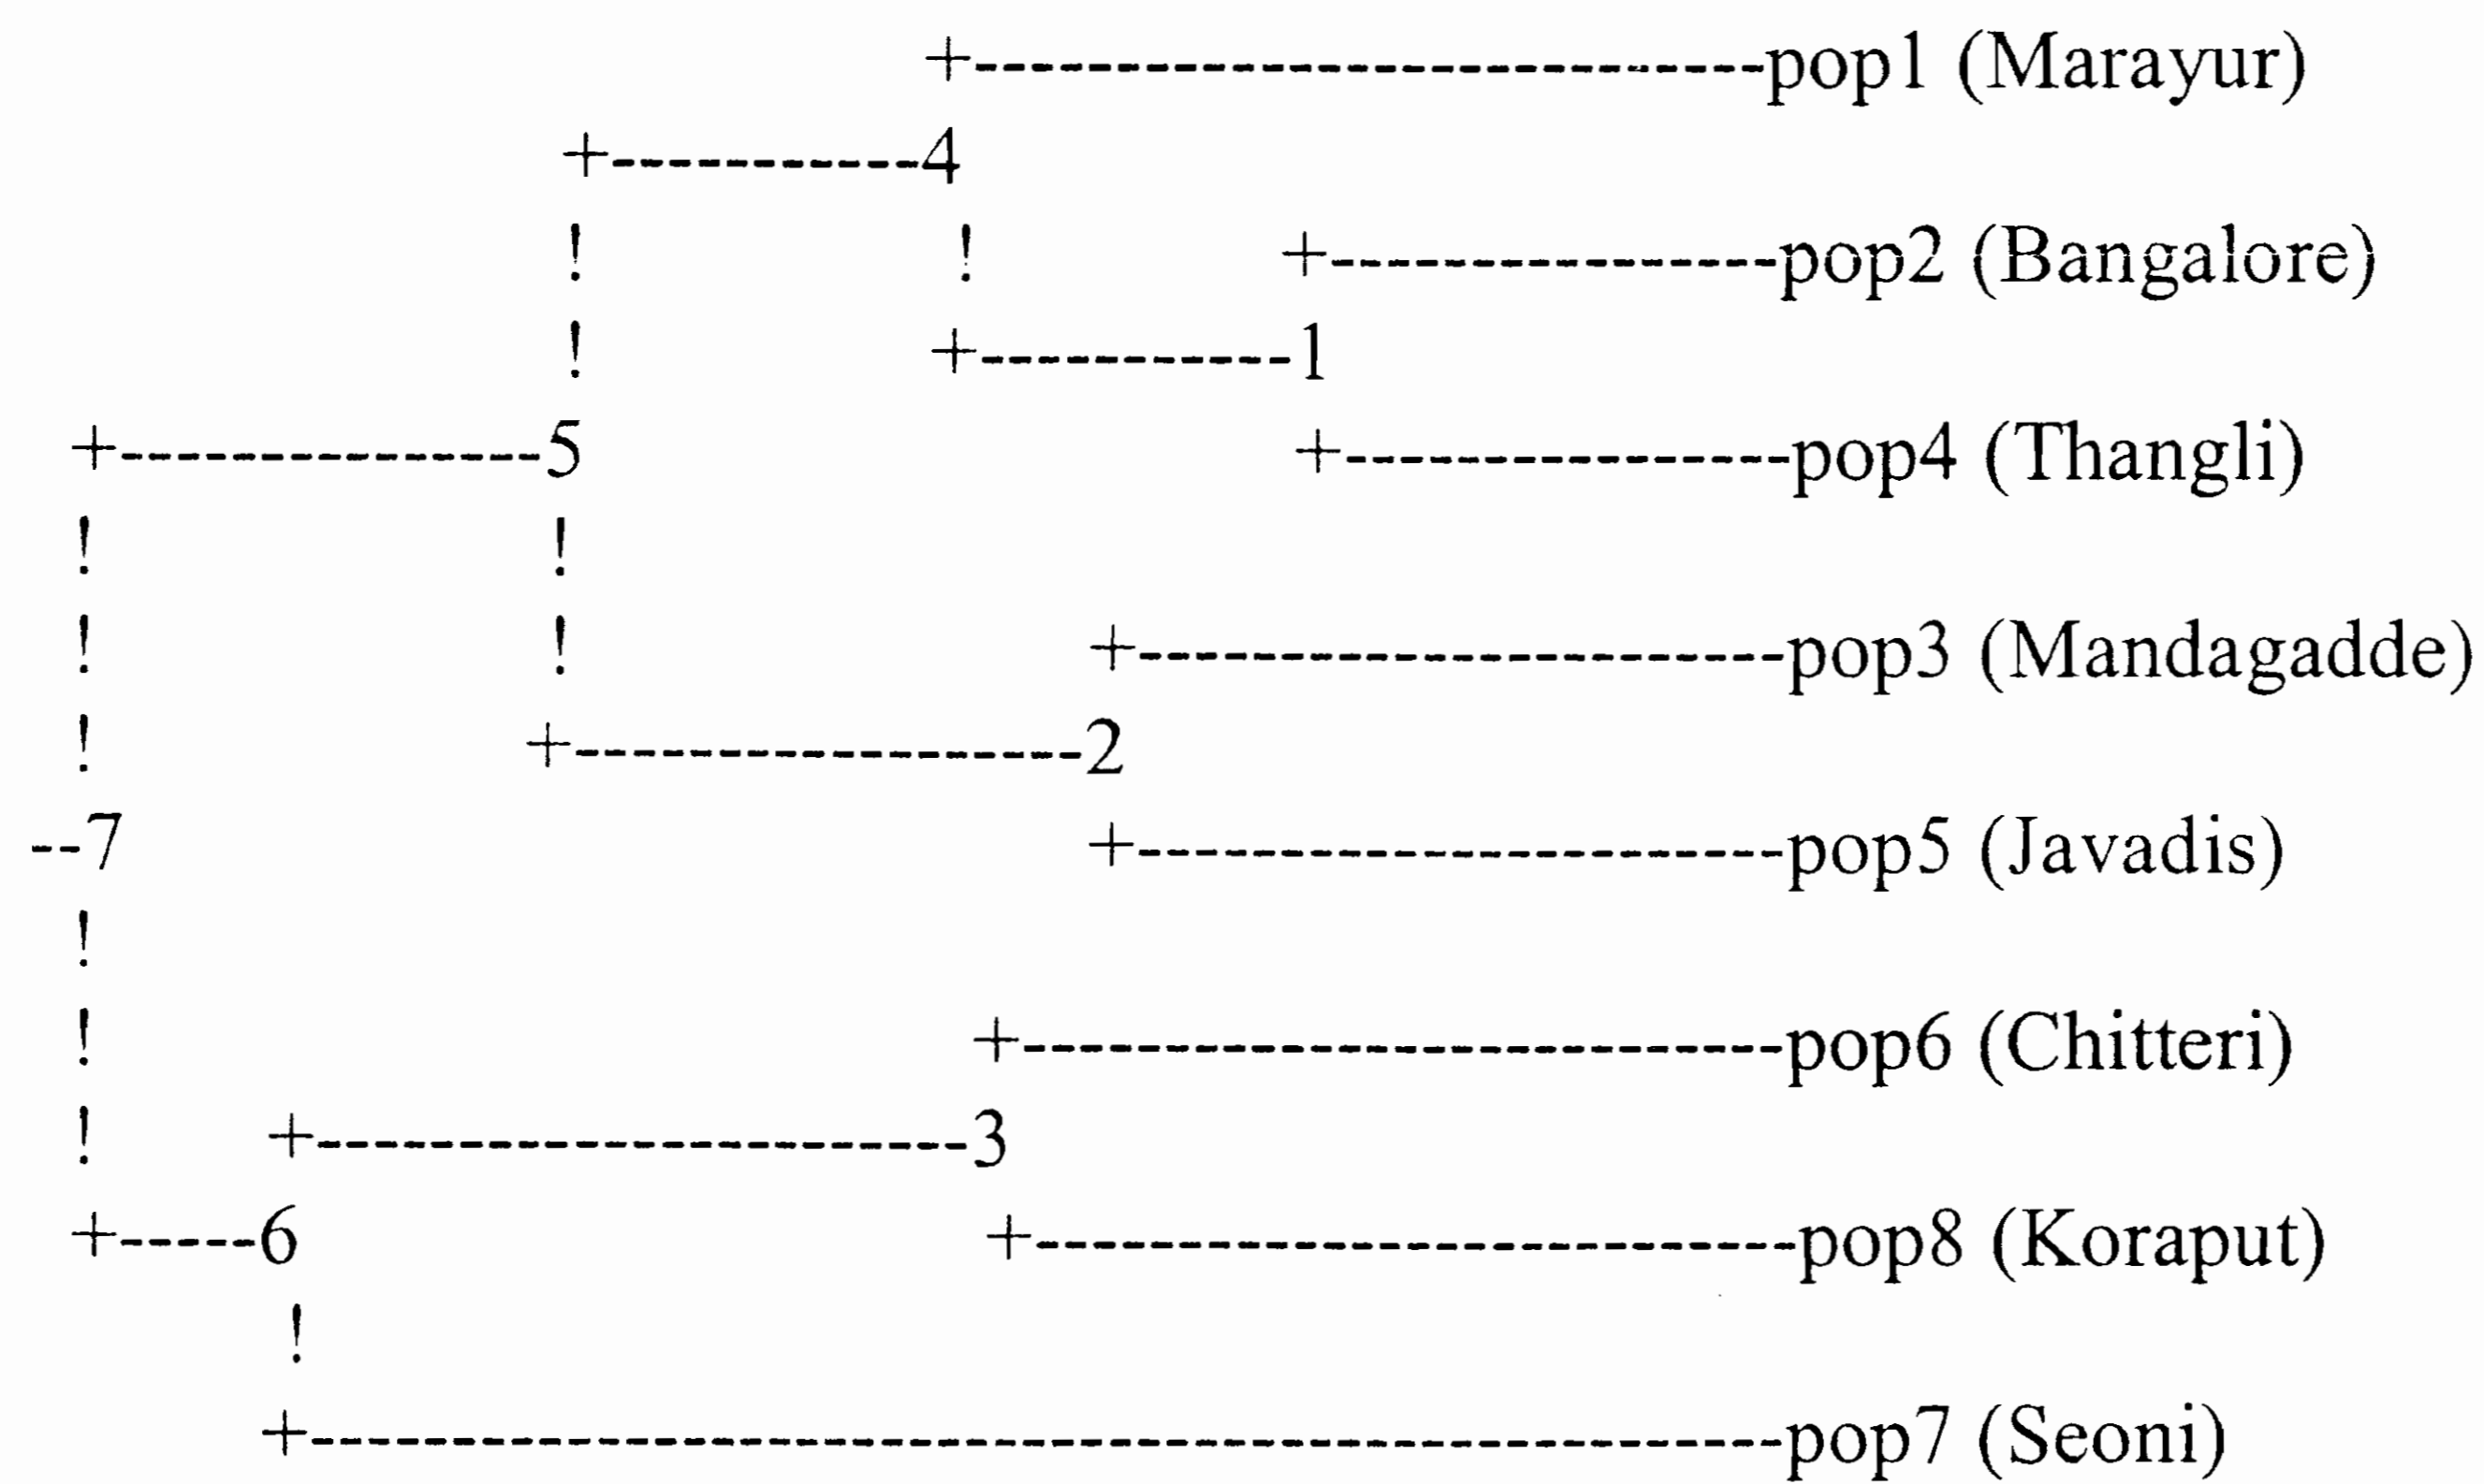 +----------------------------pop1 (Marayur)
+-----------4
! ! +----------------pop2 (Bangalore)
! +-----------1
+---------------5 +----------------pop4 (Thangli)
! !
! ! +-----------------------pop3 (Mandagadde)
! +------------------2
--7 +-----------------------pop5 (Javadis)
!
! +---------------------------pop6 (Chitteri)
! +-----------------------3
+-----6 +---------------------------pop8 (Koraput)
!
+----------------------------------------------------pop7 (Seoni)